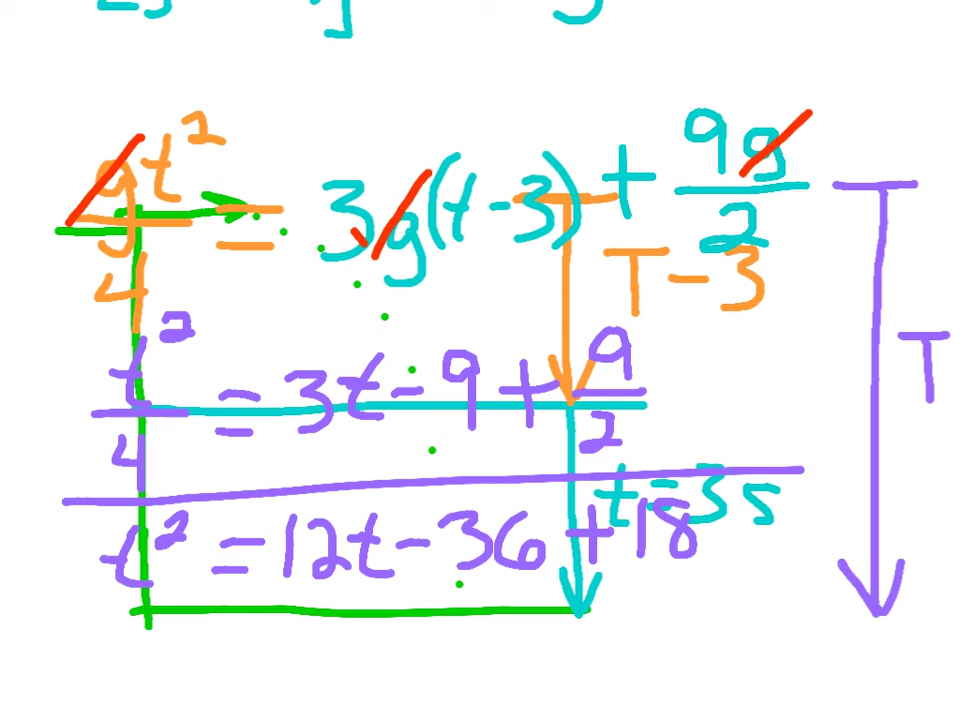 gt² / 4 = 3g(t-3) + 9g / 2
T-3
T
t² / 4 = 3t-9+ 9 / 2
t=3s
t² =12t-36+18